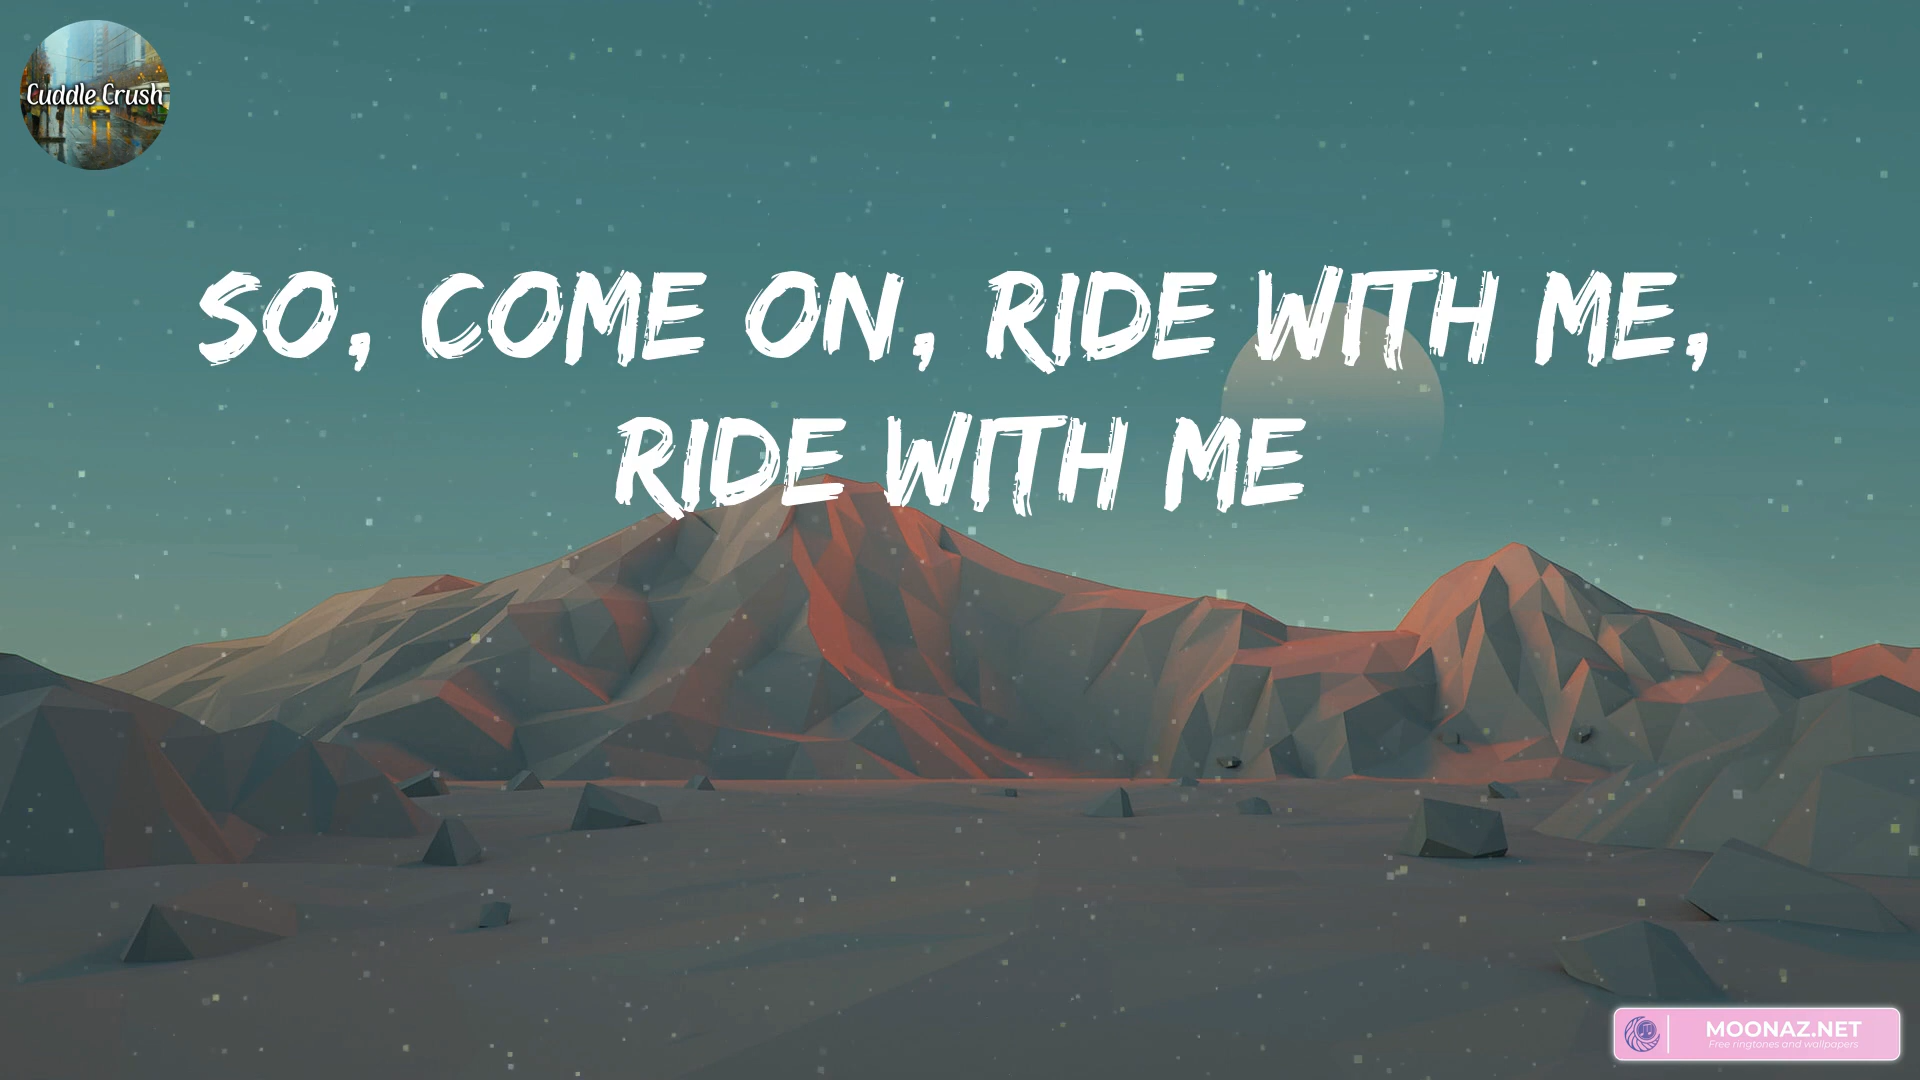 Cuddle Crush
SO, COME ON, RIDE WITH ME,
RIDE WITH ME
MOONAZ.NET
Free ringtones and wallpapers